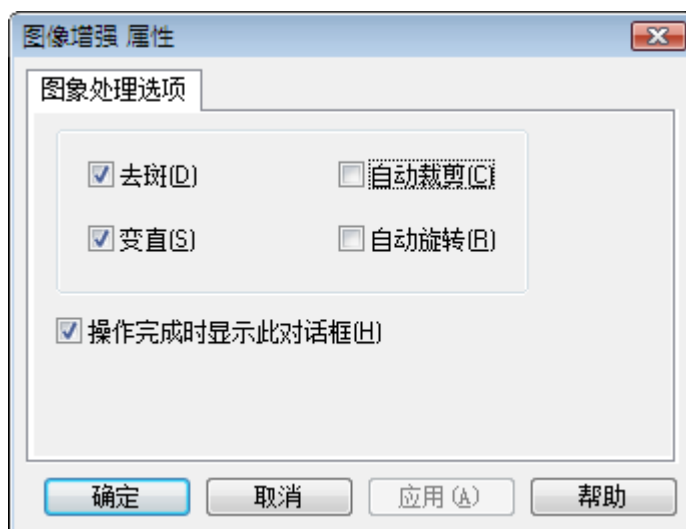 图像增强 属性
图象处理选项
去斑(D) 自动裁剪(C)
变直(S) 自动旋转(R)
操作完成时显示此对话框(H)
确定 取消 应用(A) 帮助